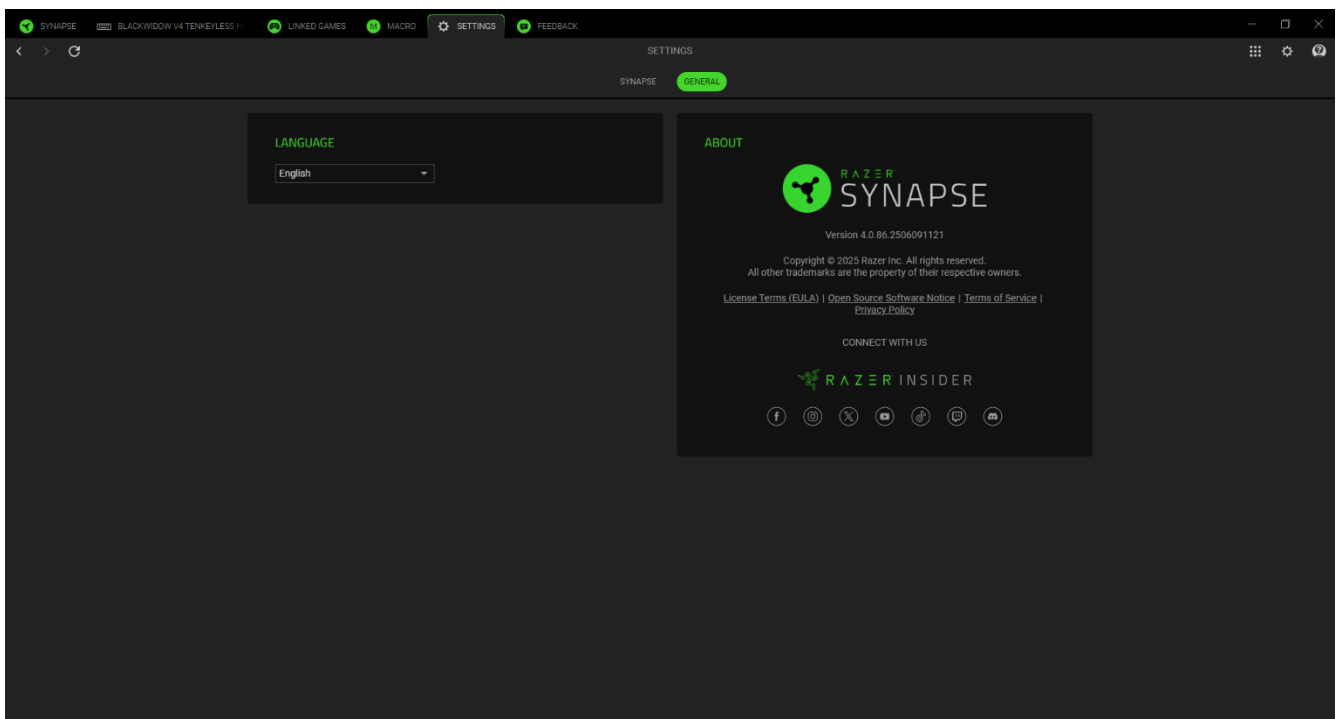 SYNAPSE
BLACKWIDOW V4 TENKEYLESS H
LINKED GAMES
M
MACRO
SETTINGS
FEEDBACK
SETTINGS
SYNAPSE
GENERAL
LANGUAGE
English
ABOUT
RAZER
SYNAPSE
Version 4.0.86.2506091121
Copyright © 2025 Razer Inc. All rights reserved.
All other trademarks are the property of their respective owners.
License Terms (EULA) | Open Source Software Notice | Terms of Service |
Privacy Policy
CONNECT WITH US
RAZER INSIDER